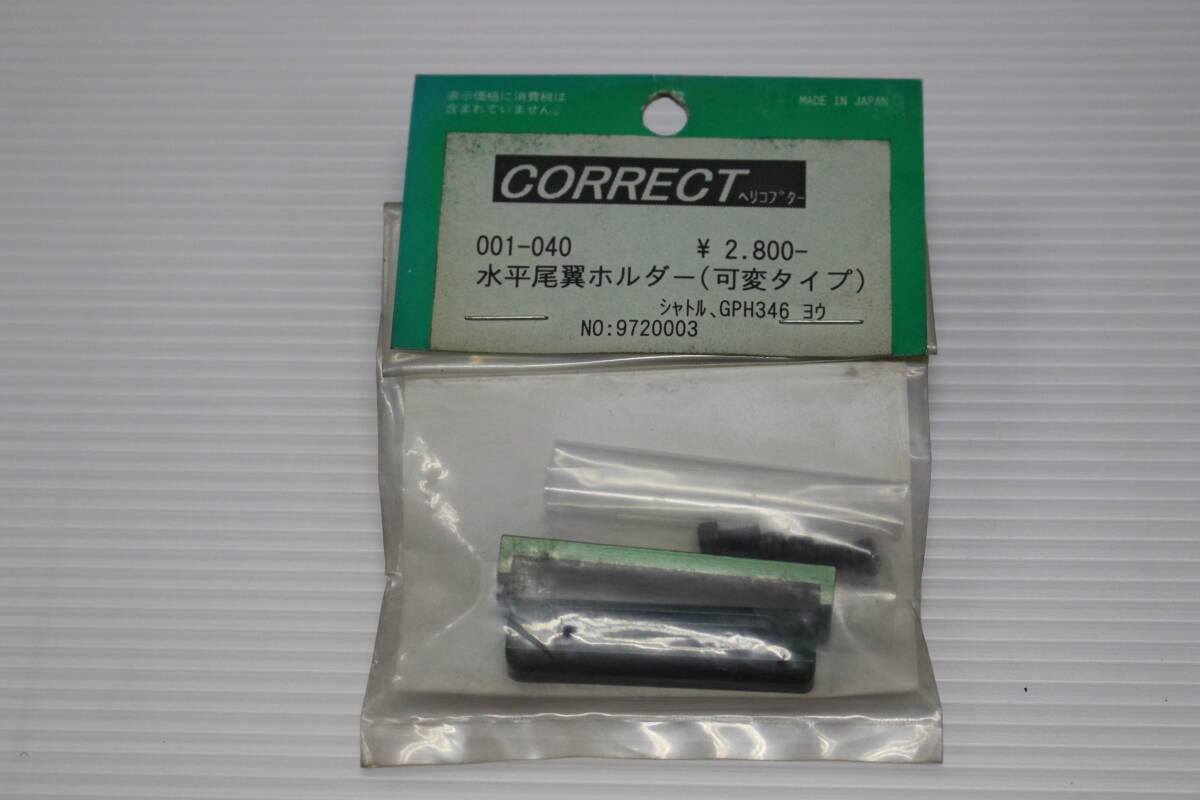 表示価格に消費税は
含まれていません。
MADE IN JAPAN
CORRECT ﾍﾘｺﾌﾟﾀｰ
001-040 ¥ 2.800-
水平尾翼ホルダー(可変タイプ)
ｼｬﾄﾙ､GPH346 ﾖｳ
NO:9720003